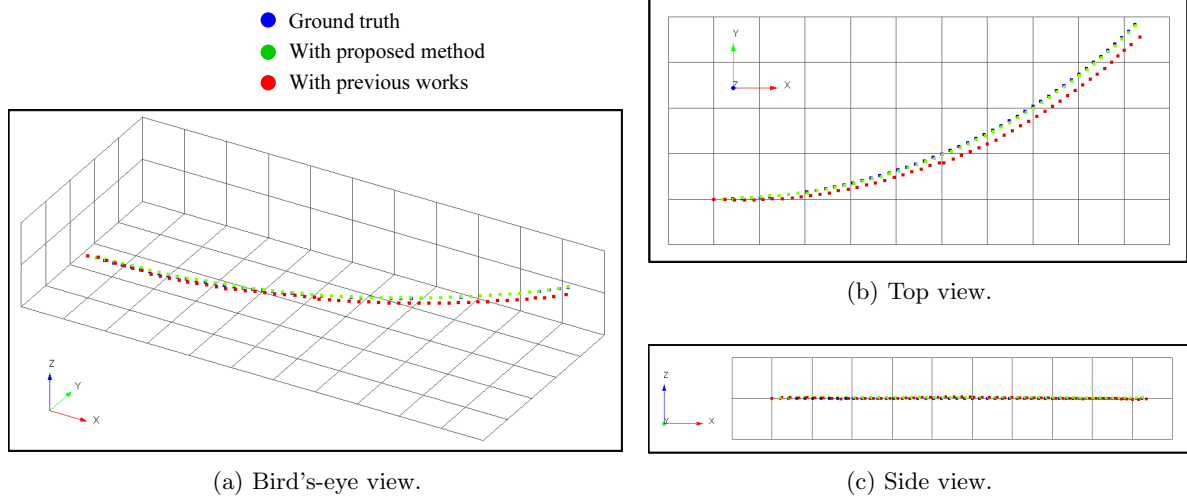 Ground truth
With proposed method
With previous works
Z
Y
X
(a) Bird's-eye view.
Y
Z
X
(b) Top view.
Z
Y
X
(c) Side view.